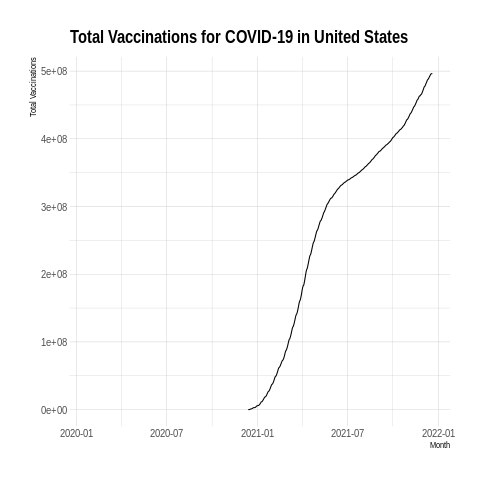 Total Vaccinations for COVID-19 in United States
Total Vaccinations
5e+08
4e+08
3e+08
2e+08
1e+08
0e+00
2020-01 2020-07 2021-01 2021-07 2022-01
Month